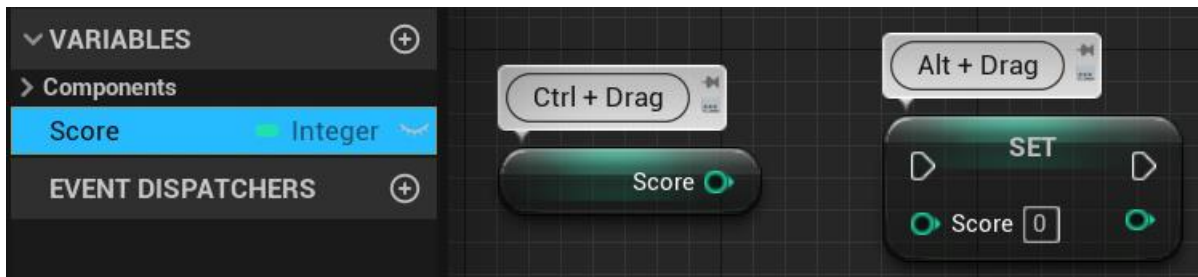 VARIABLES
Components
Score Integer
EVENT DISPATCHERS
Ctrl + Drag
Score
Alt + Drag
SET
Score 0